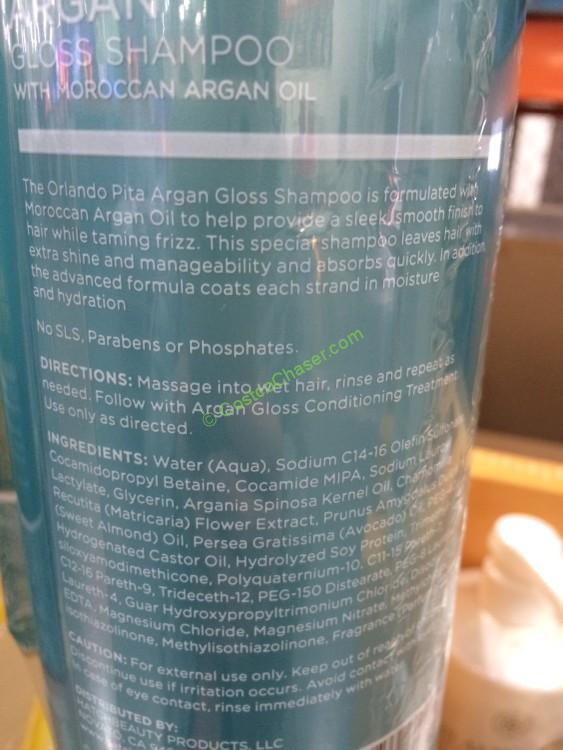 ARGAN
GLOSS SHAMPOO
WITH MOROCCAN ARGAN OIL
The Orlando Pita Argan Gloss Shampoo is formulated with
Moroccan Argan Oil to help provide a sleek, smooth finish to
hair while taming frizz. This special shampoo leaves hair with
extra shine and manageability and absorbs quickly. In addition,
the advanced formula coats each strand in moisture
and hydration
No SLS, Parabens or Phosphates.
DIRECTIONS: Massage into wet hair, rinse and repeat as
needed. Follow with Argan Gloss Conditioning Treatment.
Use only as directed.
© CostcoChaser.com
INGREDIENTS: Water (Aqua), Sodium C14-16 Olefin Sulfonate,
Cocamidopropyl Betaine, Cocamide MIPA, Sodium Lauroyl
Lactylate, Glycerin, Argania Spinosa Kernel Oil, Chamomilla
Recutita (Matricaria) Flower Extract, Prunus Amygdalus
(Sweet Almond) Oil, Persea Gratissima (Avocado)
Hydrogenated Castor Oil, Hydrolyzed Soy Protein,
siloxyamodimethicone, Polyquaternium-10, C11-15
C12-16 Pareth-9, Trideceth-12, PEG-150 Distearate,
Laureth-4, Guar Hydroxypropyltrimonium Chloride,
EDTA, Magnesium Chloride, Magnesium Nitrate,
isothiazolinone, Methylisothiazolinone, Fragrance
CAUTION: For external use only. Keep out of reach of
Discontinue use if irritation occurs. Avoid contact
In case of eye contact, rinse immediately with water.
DISTRIBUTED BY:
HATCHBEAUTY PRODUCTS, LLC
NOVATO, CA